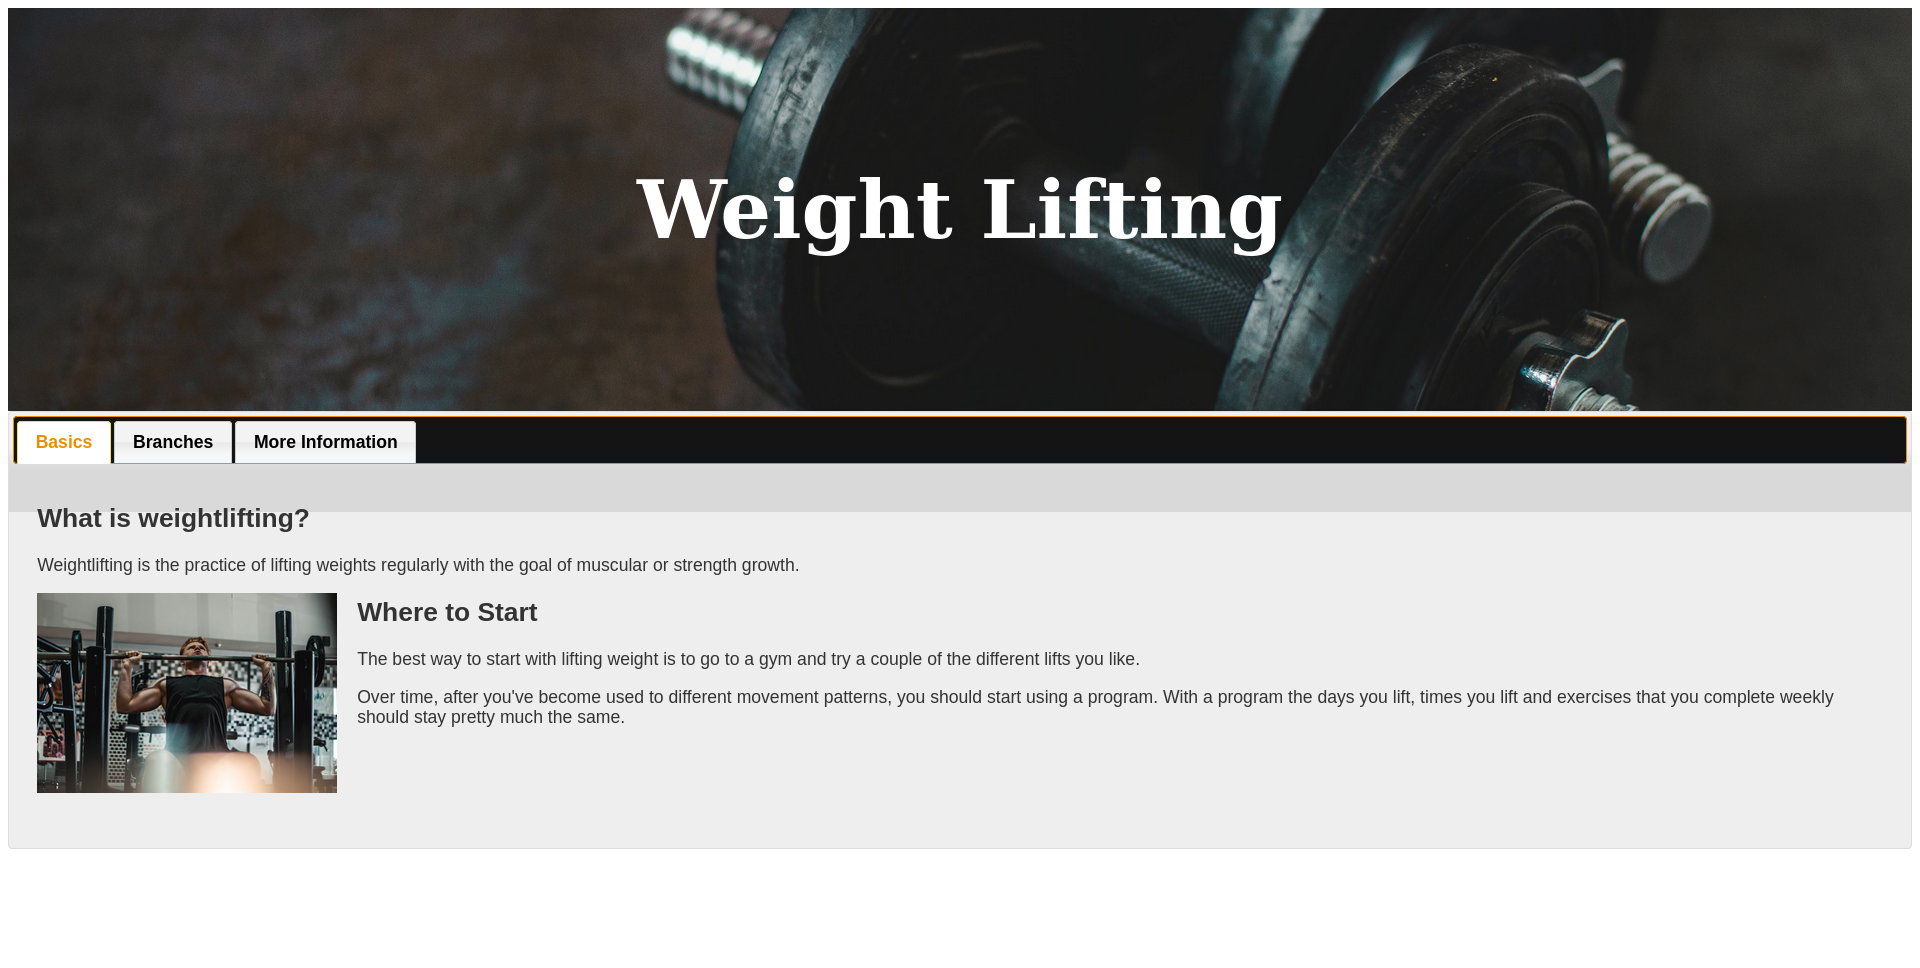 Weight Lifting
Basics
Branches
More Information
What is weightlifting?
Weightlifting is the practice of lifting weights regularly with the goal of muscular or strength growth.
Where to Start
The best way to start with lifting weight is to go to a gym and try a couple of the different lifts you like.
Over time, after you've become used to different movement patterns, you should start using a program. With a program the days you lift, times you lift and exercises that you complete weekly
should stay pretty much the same.